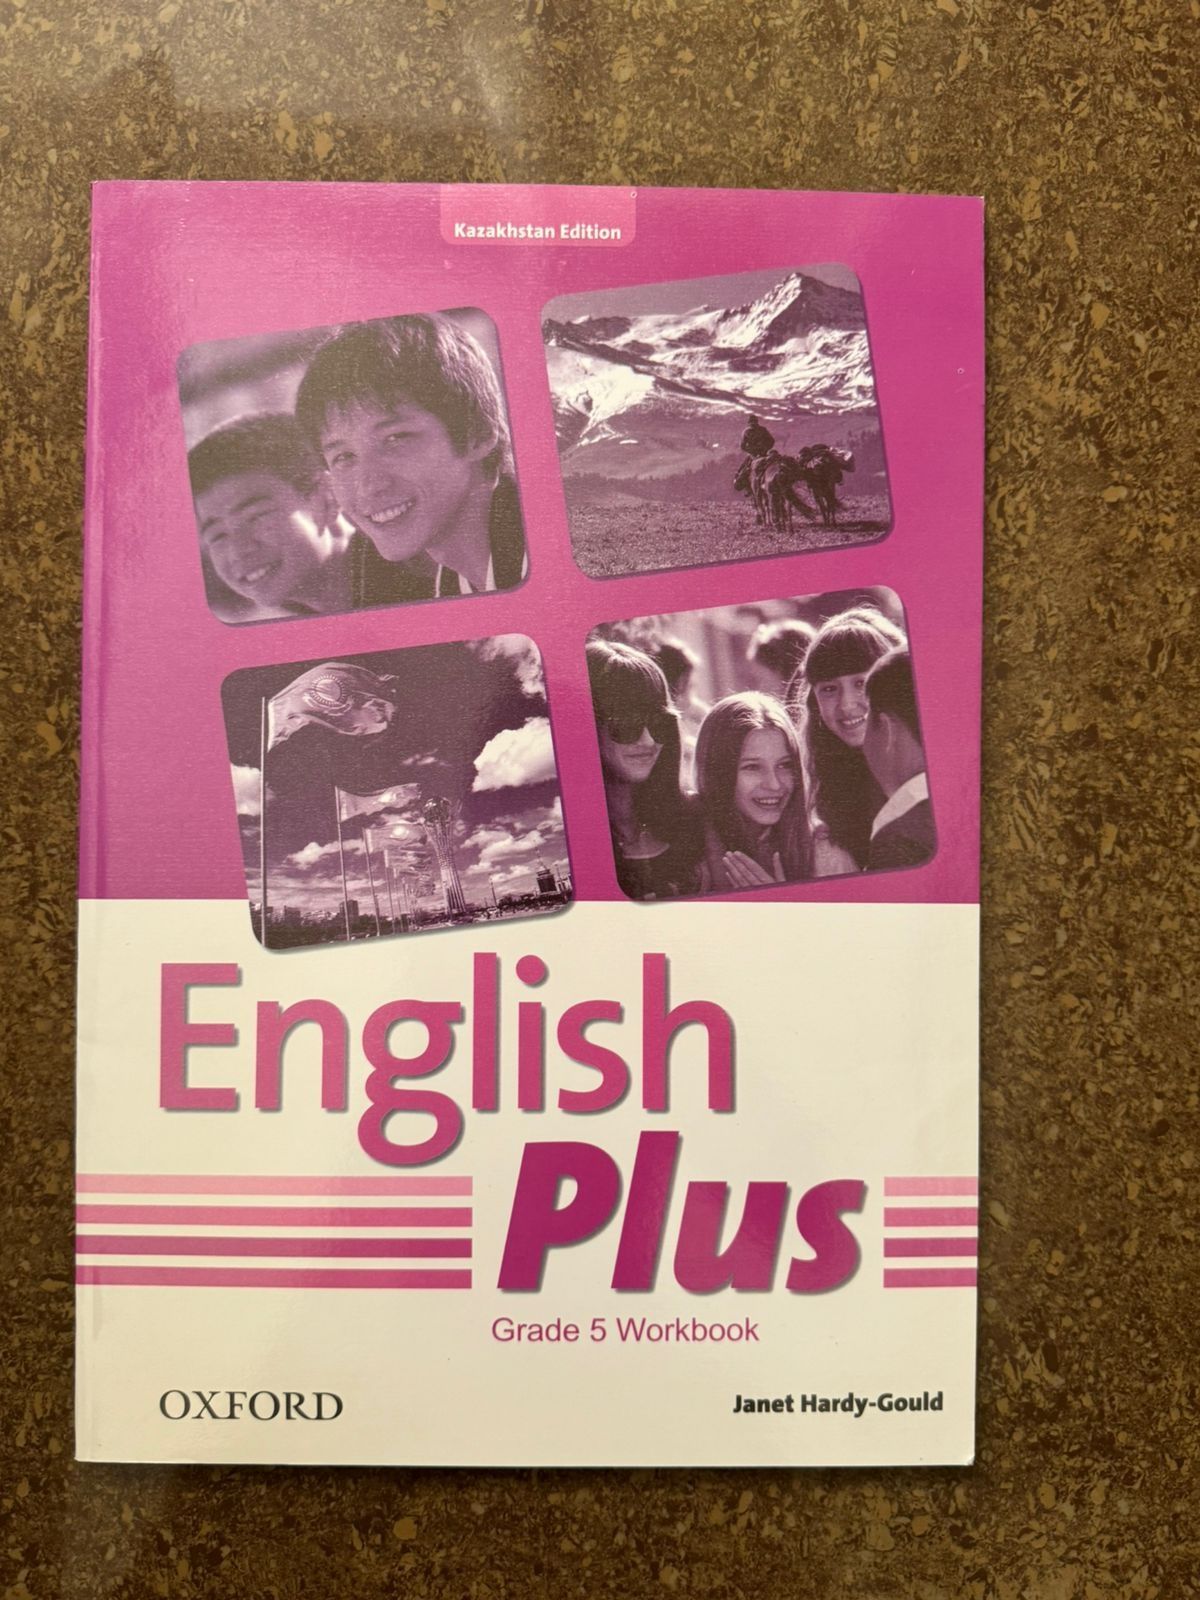 Kazakhstan Edition
English
Plus
Grade 5 Workbook
OXFORD
Janet Hardy-Gould